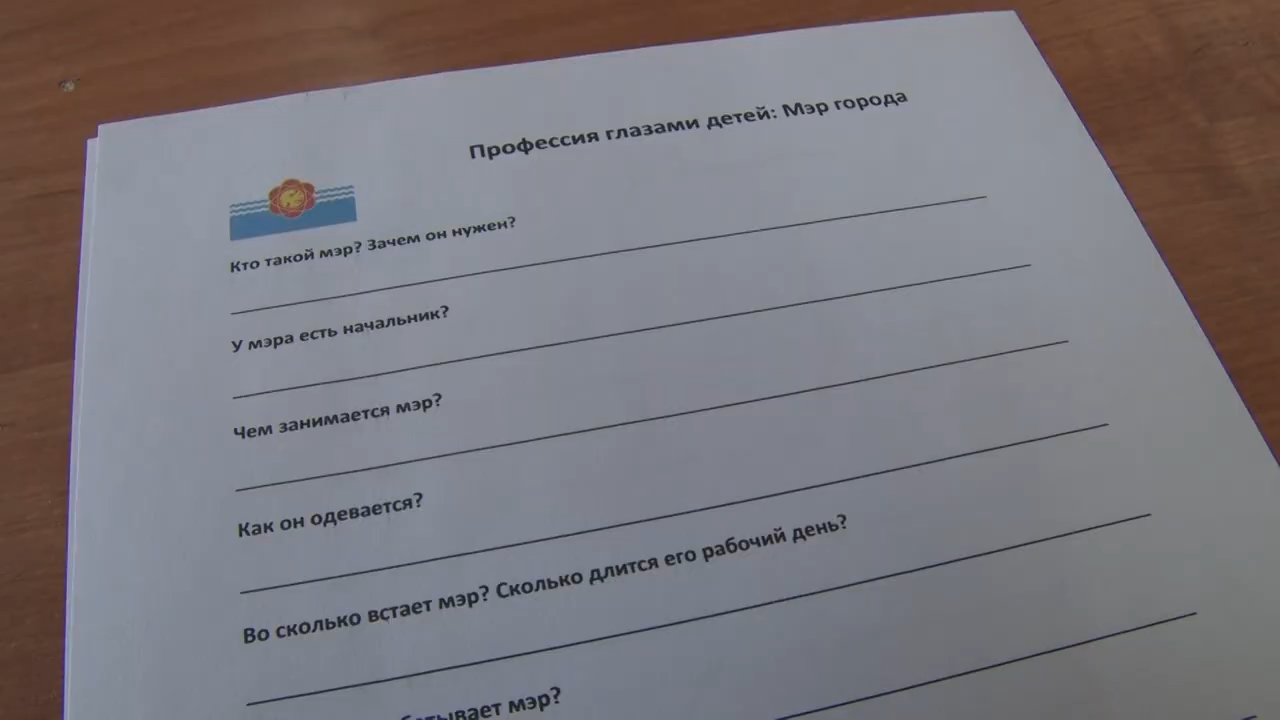 Профессия глазами детей: Мэр города
Кто такой мэр? Зачем он нужен?
У мэра есть начальник?
Чем занимается мэр?
Как он одевается?
Во сколько встает мэр? Сколько длится его рабочий день?
мэр?